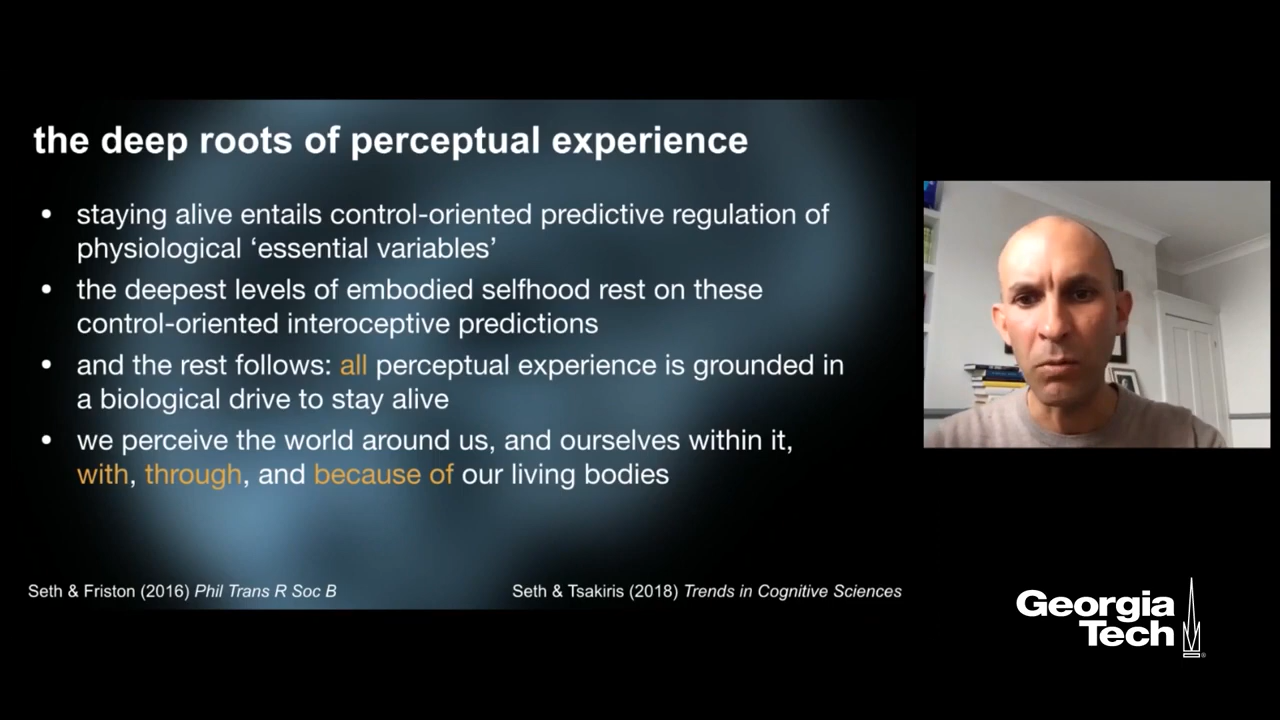 the deep roots of perceptual experience
• staying alive entails control-oriented predictive regulation of
physiological ‘essential variables’
• the deepest levels of embodied selfhood rest on these
control-oriented interoceptive predictions
• and the rest follows: all perceptual experience is grounded in
a biological drive to stay alive
• we perceive the world around us, and ourselves within it,
with, through, and because of our living bodies
Seth & Friston (2016) Phil Trans R Soc B
Seth & Tsakiris (2018) Trends in Cognitive Sciences
Georgia
Tech